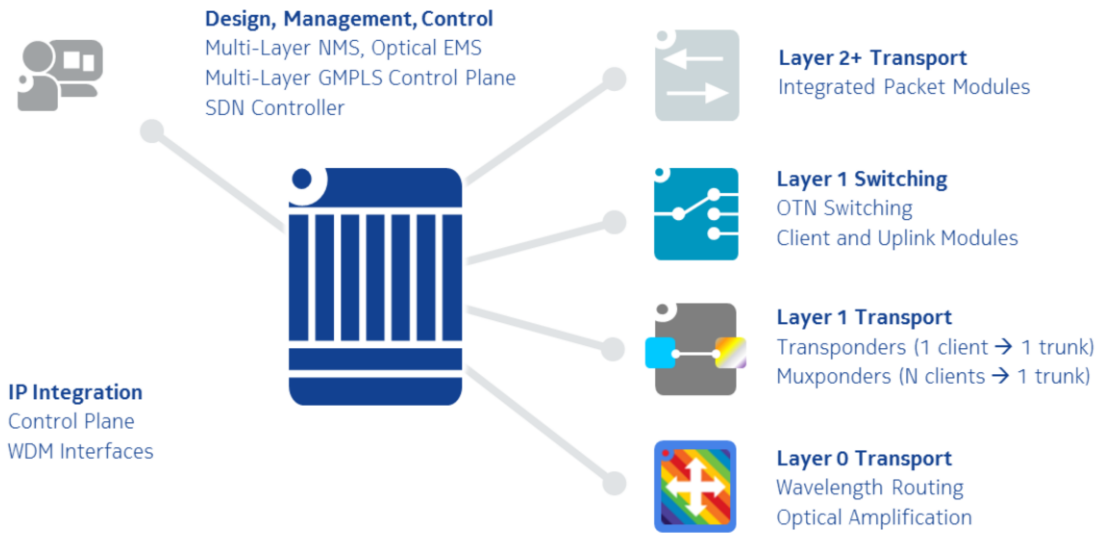 Design, Management, Control
Multi-Layer NMS, Optical EMS
Multi-Layer GMPLS Control Plane
SDN Controller
Layer 2+ Transport
Integrated Packet Modules
Layer 1 Switching
OTN Switching
Client and Uplink Modules
Layer 1 Transport
Transponders (1 client → 1 trunk)
Muxponders (N clients → 1 trunk)
IP Integration
Control Plane
WDM Interfaces
Layer 0 Transport
Wavelength Routing
Optical Amplification